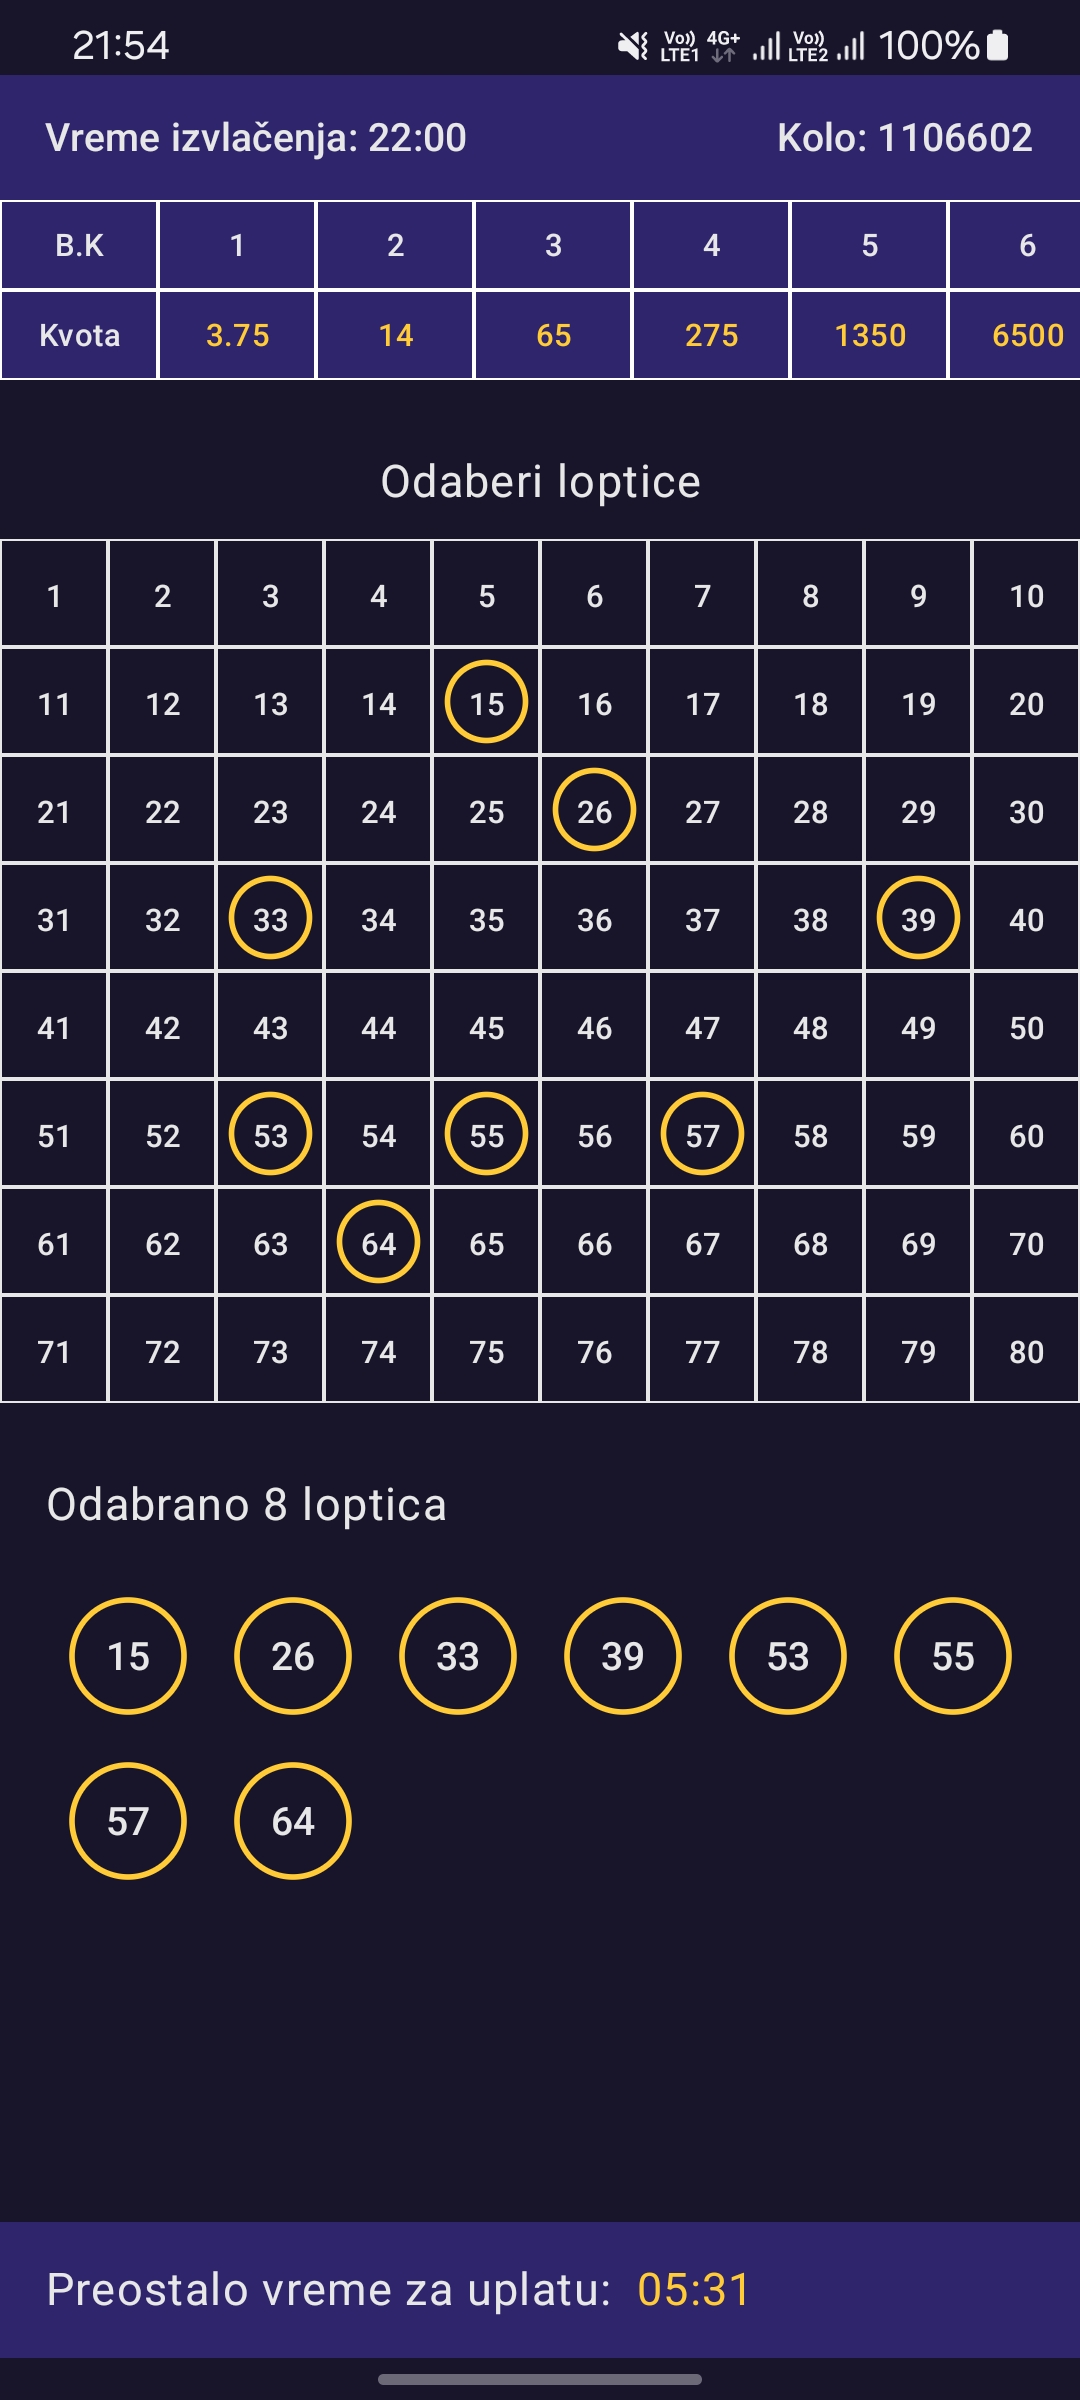 21:54 Vo)) LTE1 4G+ Vo)) LTE2 100%
Vreme izvlačenja: 22:00 Kolo: 1106602
B.K 1 2 3 4 5 6
Kvota 3.75 14 65 275 1350 6500
Odaberi loptice
1 2 3 4 5 6 7 8 9 10
11 12 13 14 15 16 17 18 19 20
21 22 23 24 25 26 27 28 29 30
31 32 33 34 35 36 37 38 39 40
41 42 43 44 45 46 47 48 49 50
51 52 53 54 55 56 57 58 59 60
61 62 63 64 65 66 67 68 69 70
71 72 73 74 75 76 77 78 79 80
Odabrano 8 loptica
15 26 33 39 53 55
57 64
Preostalo vreme za uplatu: 05:31